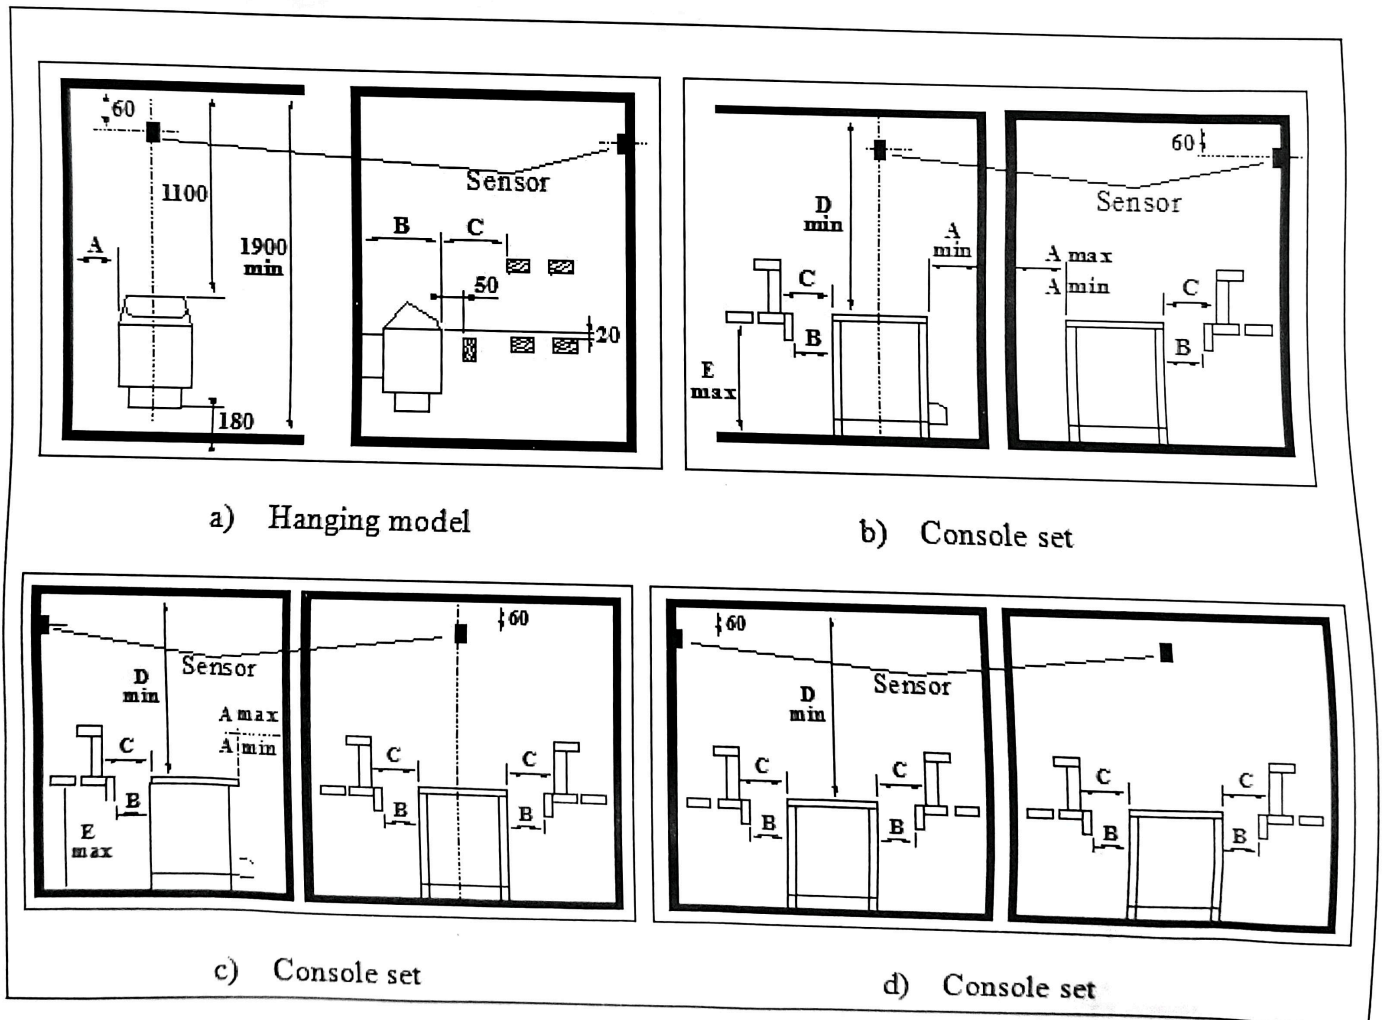 60
1100
A
1900
min
180
Sensor
B
C
50
20
a) Hanging model
D
min
A
min
C
B
E
max
60
Sensor
A max
A min
C
B
b) Console set
Sensor
D
min
A max
A min
C
B
E
max
60
C
C
B
B
c) Console set
60
Sensor
D
min
C
C
B
B
C
C
B
B
d) Console set